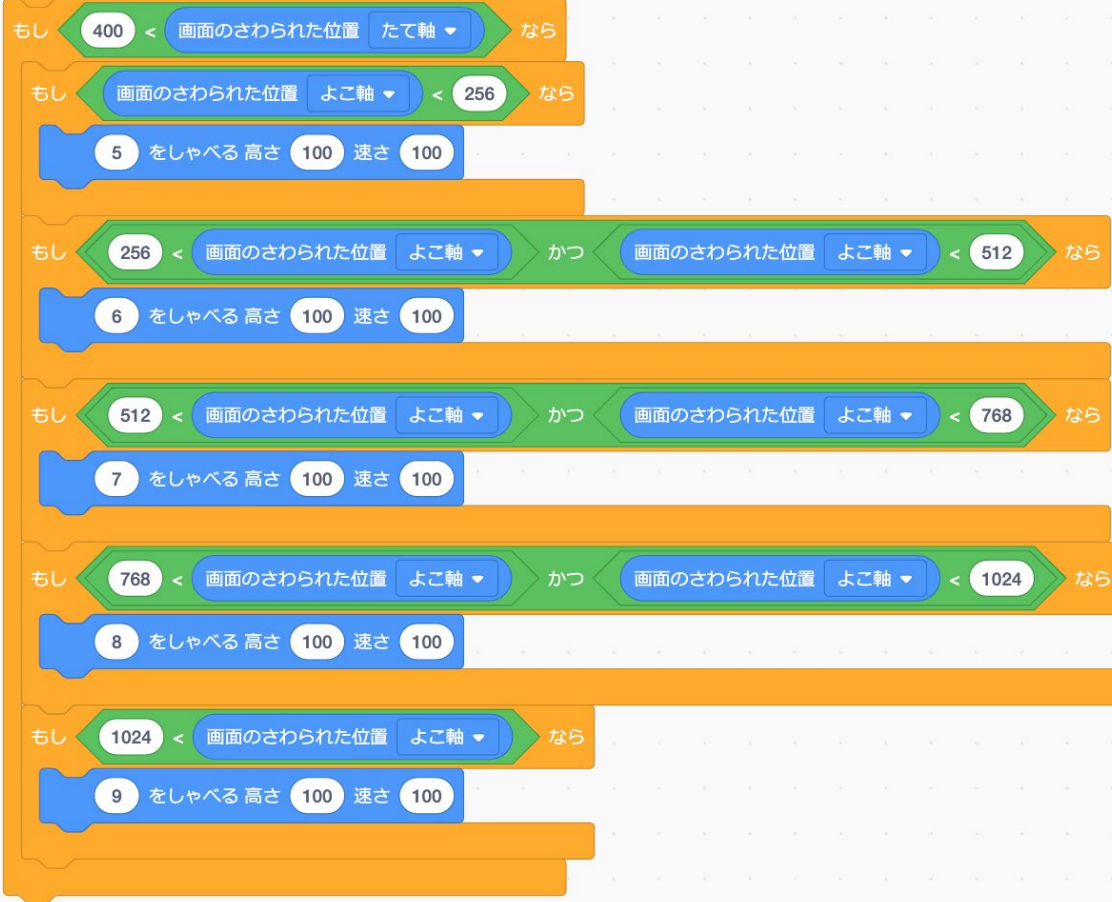 もし 400 < 画面のさわられた位置 たて軸 なら
もし 画面のさわられた位置 よこ軸 < 256 なら
5 をしゃべる 高さ 100 速さ 100
もし 256 < 画面のさわられた位置 よこ軸 かつ 画面のさわられた位置 よこ軸 < 512 なら
6 をしゃべる 高さ 100 速さ 100
もし 512 < 画面のさわられた位置 よこ軸 かつ 画面のさわられた位置 よこ軸 < 768 なら
7 をしゃべる 高さ 100 速さ 100
もし 768 < 画面のさわられた位置 よこ軸 かつ 画面のさわられた位置 よこ軸 < 1024 なら
8 をしゃべる 高さ 100 速さ 100
もし 1024 < 画面のさわられた位置 よこ軸 なら
9 をしゃべる 高さ 100 速さ 100